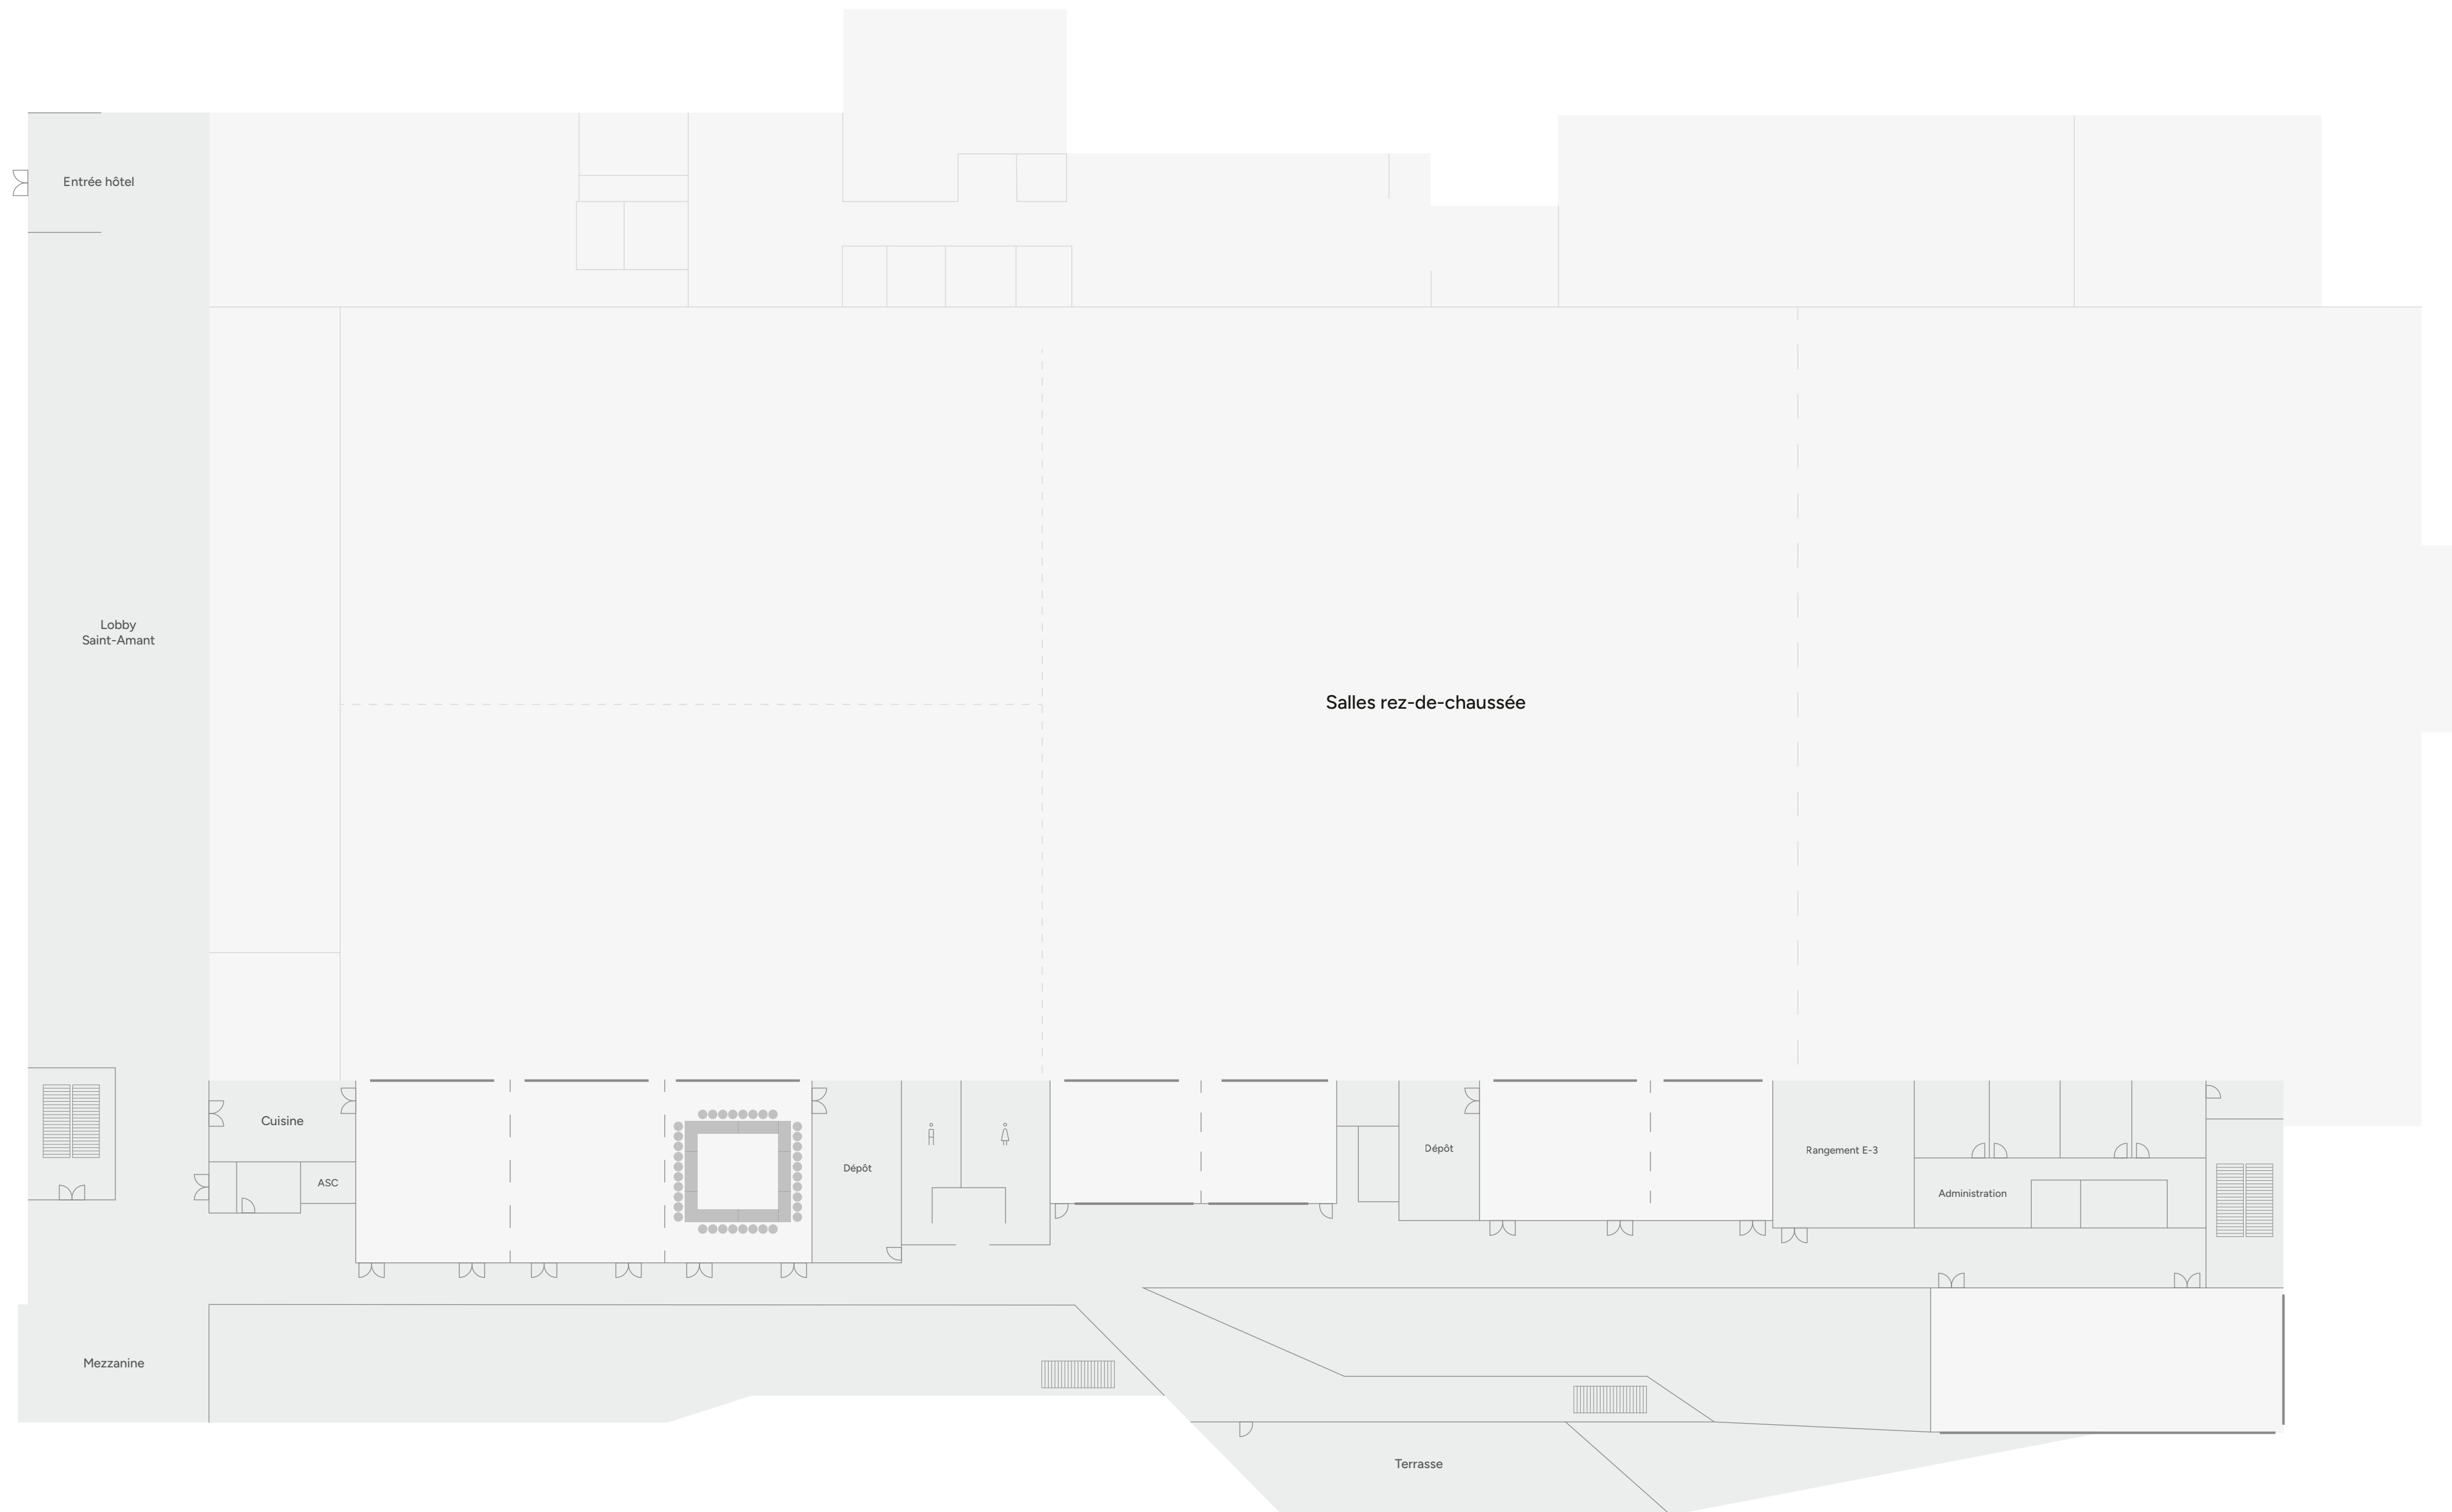 Entrée hôtel
Lobby
Saint-Amant
Salles rez-de-chaussée
Cuisine
ASC
Dépôt
Dépôt
Rangement E-3
Administration
Mezzanine
Terrasse